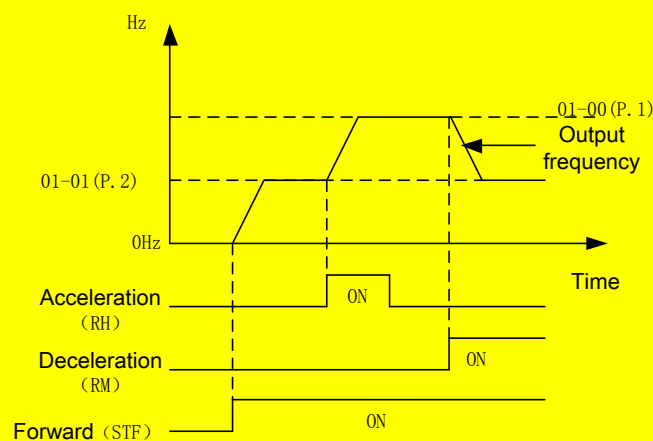 Hz
01-00(P.1)
Output
frequency
01-01(P.2)
0Hz
Time
Acceleration
（RH）
ON
Deceleration
（RM）
ON
Forward（STF）
ON